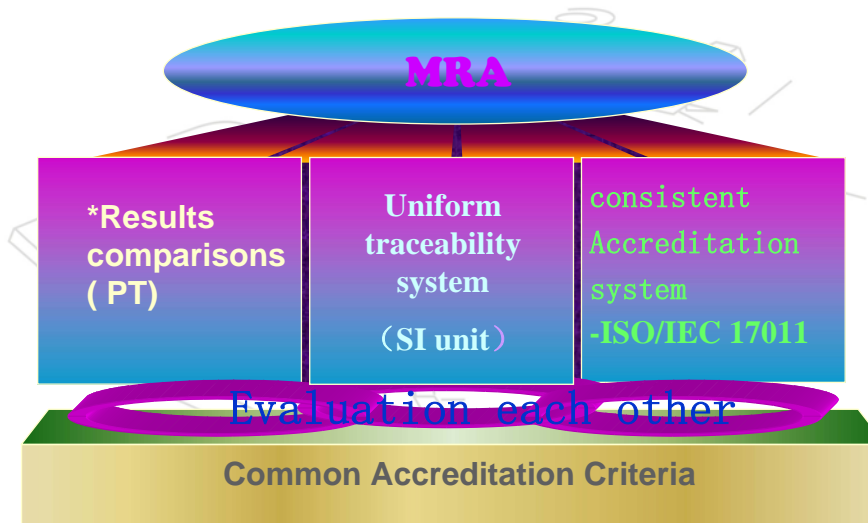 MRA
*Results
comparisons
( PT)
Uniform
traceability
system
（SI unit）
consistent
Accreditation
system
-ISO/IEC 17011
Evaluation each other
Common Accreditation Criteria